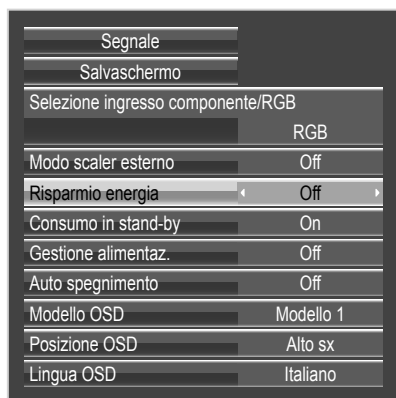 Segnale
Salvaschermo
Selezione ingresso componente/RGB
RGB
Modo scaler esterno Off
Risparmio energia Off
Consumo in stand-by On
Gestione alimentaz. Off
Auto spegnimento Off
Modello OSD Modello 1
Posizione OSD Alto sx
Lingua OSD Italiano